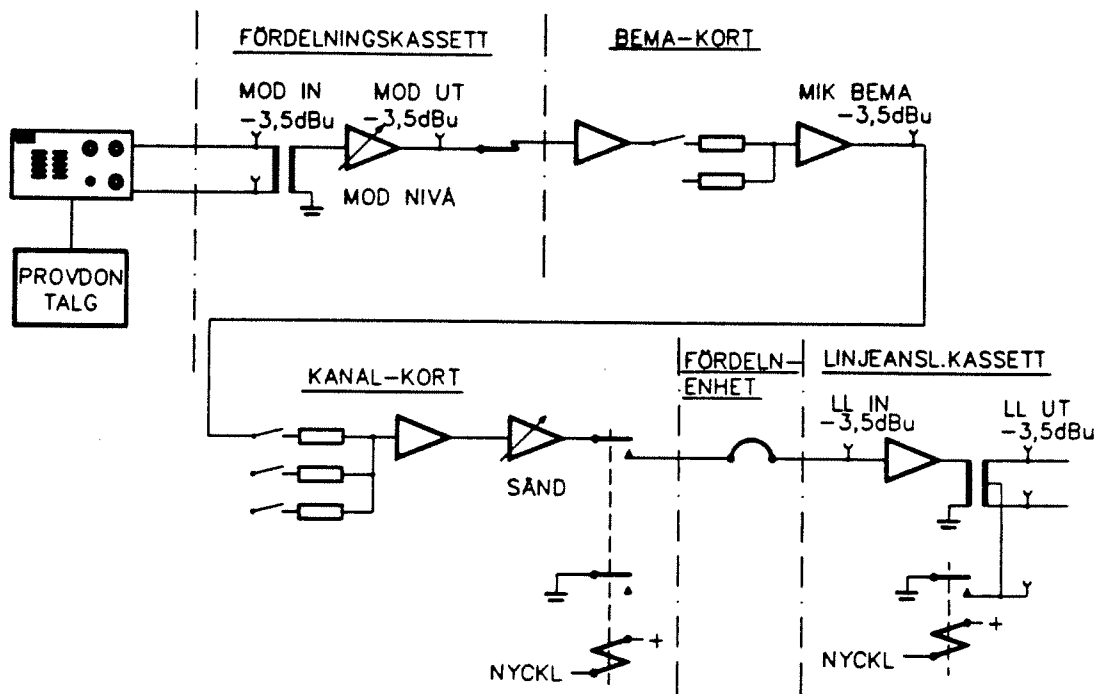 FÖRDELNINGSKASSETT
BEMA-KORT
MOD IN
-3,5dBu
MOD UT
-3,5dBu
MIK BEMA
-3,5dBu
MOD NIVÅ
PROVDON
TALG
KANAL-KORT
FÖRDELN-
ENHET
LINJEANSL.KASSETT
LL IN
-3,5dBu
LL UT
-3,5dBu
SÄND
+
NYCKL
+
NYCKL